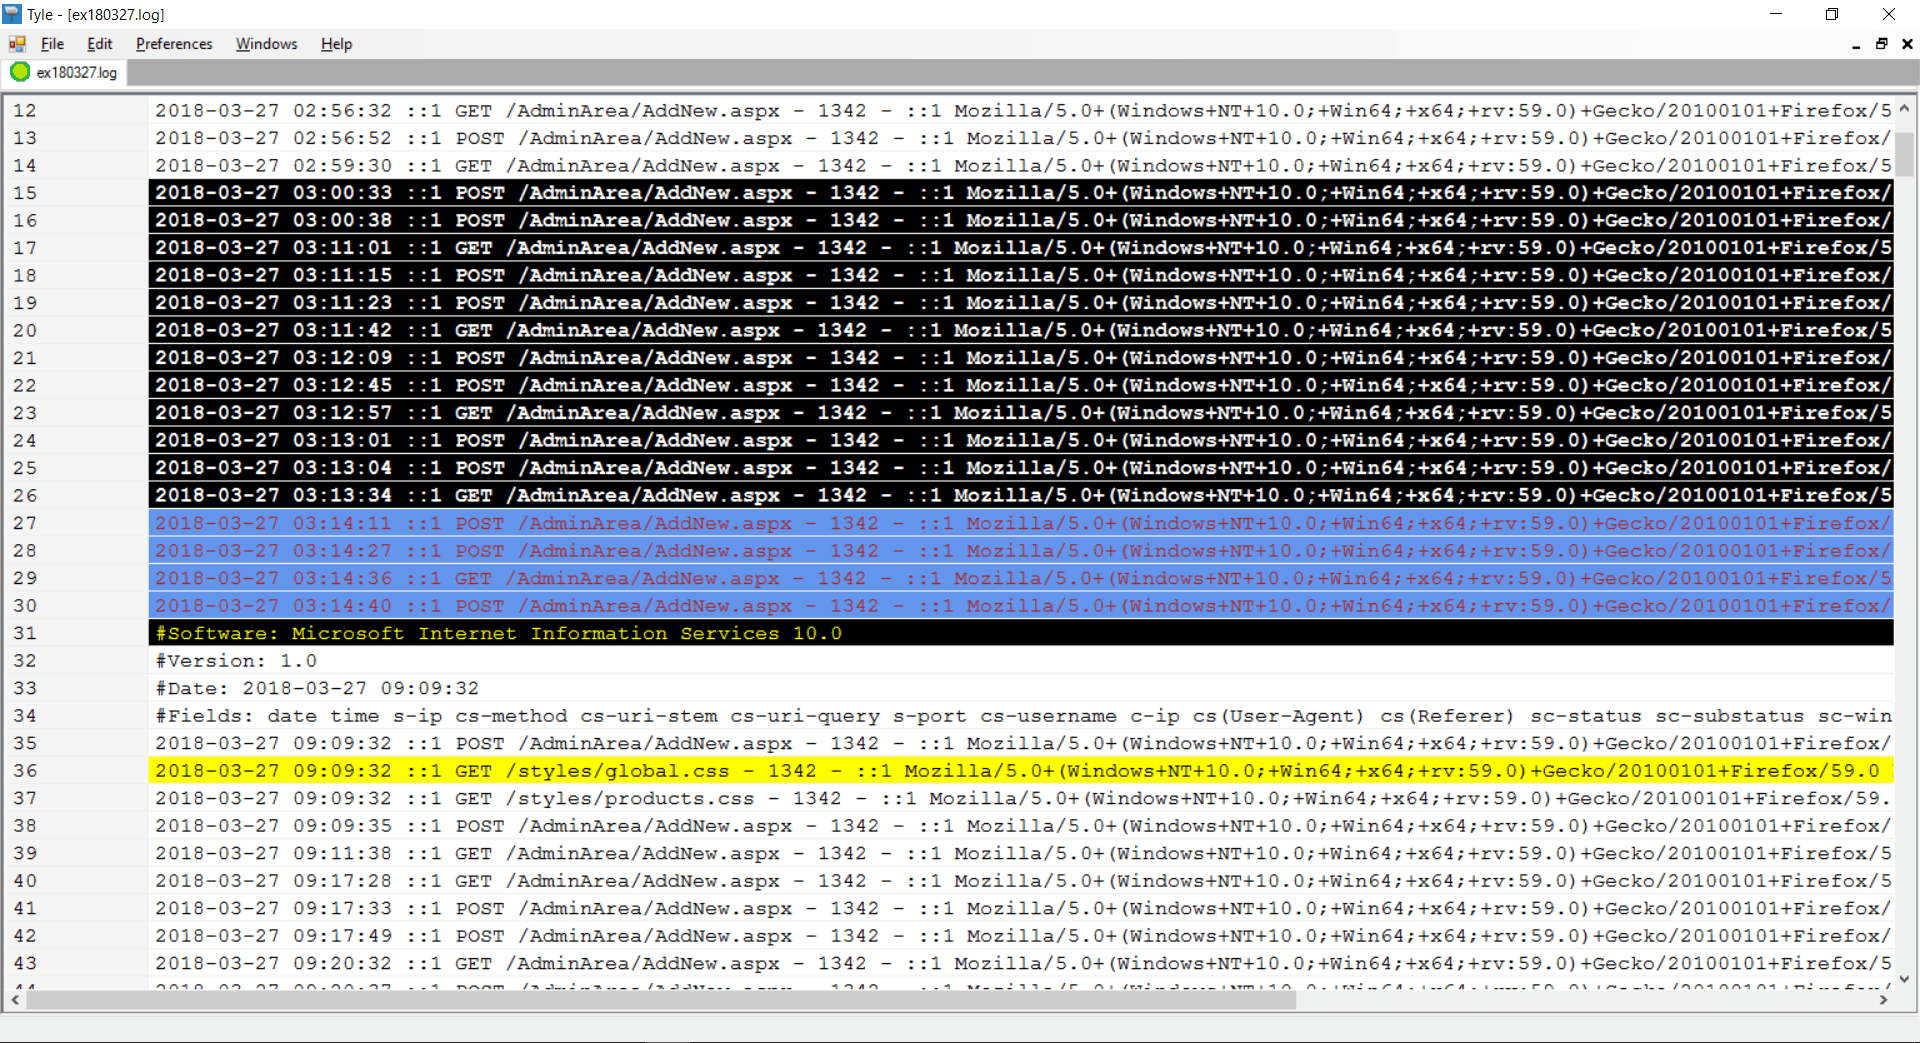 Tyle - [ex180327.log]
File Edit Preferences Windows Help
ex180327.log
12 2018-03-27 02:56:32 ::1 GET /AdminArea/AddNew.aspx - 1342 - ::1 Mozilla/5.0+(Windows+NT+10.0;+Win64;+x64;+rv:59.0)+Gecko/20100101+Firefox/5
13 2018-03-27 02:56:52 ::1 POST /AdminArea/AddNew.aspx - 1342 - ::1 Mozilla/5.0+(Windows+NT+10.0;+Win64;+x64;+rv:59.0)+Gecko/20100101+Firefox/
14 2018-03-27 02:59:30 ::1 GET /AdminArea/AddNew.aspx - 1342 - ::1 Mozilla/5.0+(Windows+NT+10.0;+Win64;+x64;+rv:59.0)+Gecko/20100101+Firefox/5
15 2018-03-27 03:00:33 ::1 POST /AdminArea/AddNew.aspx - 1342 - ::1 Mozilla/5.0+(Windows+NT+10.0;+Win64;+x64;+rv:59.0)+Gecko/20100101+Firefox/
16 2018-03-27 03:00:38 ::1 POST /AdminArea/AddNew.aspx - 1342 - ::1 Mozilla/5.0+(Windows+NT+10.0;+Win64;+x64;+rv:59.0)+Gecko/20100101+Firefox/
17 2018-03-27 03:11:01 ::1 GET /AdminArea/AddNew.aspx - 1342 - ::1 Mozilla/5.0+(Windows+NT+10.0;+Win64;+x64;+rv:59.0)+Gecko/20100101+Firefox/5
18 2018-03-27 03:11:15 ::1 POST /AdminArea/AddNew.aspx - 1342 - ::1 Mozilla/5.0+(Windows+NT+10.0;+Win64;+x64;+rv:59.0)+Gecko/20100101+Firefox/
19 2018-03-27 03:11:23 ::1 POST /AdminArea/AddNew.aspx - 1342 - ::1 Mozilla/5.0+(Windows+NT+10.0;+Win64;+x64;+rv:59.0)+Gecko/20100101+Firefox/
20 2018-03-27 03:11:42 ::1 GET /AdminArea/AddNew.aspx - 1342 - ::1 Mozilla/5.0+(Windows+NT+10.0;+Win64;+x64;+rv:59.0)+Gecko/20100101+Firefox/5
21 2018-03-27 03:12:09 ::1 POST /AdminArea/AddNew.aspx - 1342 - ::1 Mozilla/5.0+(Windows+NT+10.0;+Win64;+x64;+rv:59.0)+Gecko/20100101+Firefox/
22 2018-03-27 03:12:45 ::1 POST /AdminArea/AddNew.aspx - 1342 - ::1 Mozilla/5.0+(Windows+NT+10.0;+Win64;+x64;+rv:59.0)+Gecko/20100101+Firefox/
23 2018-03-27 03:12:57 ::1 GET /AdminArea/AddNew.aspx - 1342 - ::1 Mozilla/5.0+(Windows+NT+10.0;+Win64;+x64;+rv:59.0)+Gecko/20100101+Firefox/5
24 2018-03-27 03:13:01 ::1 POST /AdminArea/AddNew.aspx - 1342 - ::1 Mozilla/5.0+(Windows+NT+10.0;+Win64;+x64;+rv:59.0)+Gecko/20100101+Firefox/
25 2018-03-27 03:13:04 ::1 POST /AdminArea/AddNew.aspx - 1342 - ::1 Mozilla/5.0+(Windows+NT+10.0;+Win64;+x64;+rv:59.0)+Gecko/20100101+Firefox/
26 2018-03-27 03:13:34 ::1 GET /AdminArea/AddNew.aspx - 1342 - ::1 Mozilla/5.0+(Windows+NT+10.0;+Win64;+x64;+rv:59.0)+Gecko/20100101+Firefox/5
27 2018-03-27 03:14:11 ::1 POST /AdminArea/AddNew.aspx - 1342 - ::1 Mozilla/5.0+(Windows+NT+10.0;+Win64;+x64;+rv:59.0)+Gecko/20100101+Firefox/
28 2018-03-27 03:14:27 ::1 POST /AdminArea/AddNew.aspx - 1342 - ::1 Mozilla/5.0+(Windows+NT+10.0;+Win64;+x64;+rv:59.0)+Gecko/20100101+Firefox/
29 2018-03-27 03:14:36 ::1 GET /AdminArea/AddNew.aspx - 1342 - ::1 Mozilla/5.0+(Windows+NT+10.0;+Win64;+x64;+rv:59.0)+Gecko/20100101+Firefox/5
30 2018-03-27 03:14:40 ::1 POST /AdminArea/AddNew.aspx - 1342 - ::1 Mozilla/5.0+(Windows+NT+10.0;+Win64;+x64;+rv:59.0)+Gecko/20100101+Firefox/
31 #Software: Microsoft Internet Information Services 10.0
32 #Version: 1.0
33 #Date: 2018-03-27 09:09:32
34 #Fields: date time s-ip cs-method cs-uri-stem cs-uri-query s-port cs-username c-ip cs(User-Agent) cs(Referer) sc-status sc-substatus sc-win
35 2018-03-27 09:09:32 ::1 POST /AdminArea/AddNew.aspx - 1342 - ::1 Mozilla/5.0+(Windows+NT+10.0;+Win64;+x64;+rv:59.0)+Gecko/20100101+Firefox/
36 2018-03-27 09:09:32 ::1 GET /styles/global.css - 1342 - ::1 Mozilla/5.0+(Windows+NT+10.0;+Win64;+x64;+rv:59.0)+Gecko/20100101+Firefox/59.0
37 2018-03-27 09:09:32 ::1 GET /styles/products.css - 1342 - ::1 Mozilla/5.0+(Windows+NT+10.0;+Win64;+x64;+rv:59.0)+Gecko/20100101+Firefox/59.
38 2018-03-27 09:09:35 ::1 POST /AdminArea/AddNew.aspx - 1342 - ::1 Mozilla/5.0+(Windows+NT+10.0;+Win64;+x64;+rv:59.0)+Gecko/20100101+Firefox/
39 2018-03-27 09:11:38 ::1 GET /AdminArea/AddNew.aspx - 1342 - ::1 Mozilla/5.0+(Windows+NT+10.0;+Win64;+x64;+rv:59.0)+Gecko/20100101+Firefox/5
40 2018-03-27 09:17:28 ::1 GET /AdminArea/AddNew.aspx - 1342 - ::1 Mozilla/5.0+(Windows+NT+10.0;+Win64;+x64;+rv:59.0)+Gecko/20100101+Firefox/5
41 2018-03-27 09:17:33 ::1 POST /AdminArea/AddNew.aspx - 1342 - ::1 Mozilla/5.0+(Windows+NT+10.0;+Win64;+x64;+rv:59.0)+Gecko/20100101+Firefox/
42 2018-03-27 09:17:49 ::1 POST /AdminArea/AddNew.aspx - 1342 - ::1 Mozilla/5.0+(Windows+NT+10.0;+Win64;+x64;+rv:59.0)+Gecko/20100101+Firefox/
43 2018-03-27 09:20:32 ::1 GET /AdminArea/AddNew.aspx - 1342 - ::1 Mozilla/5.0+(Windows+NT+10.0;+Win64;+x64;+rv:59.0)+Gecko/20100101+Firefox/5